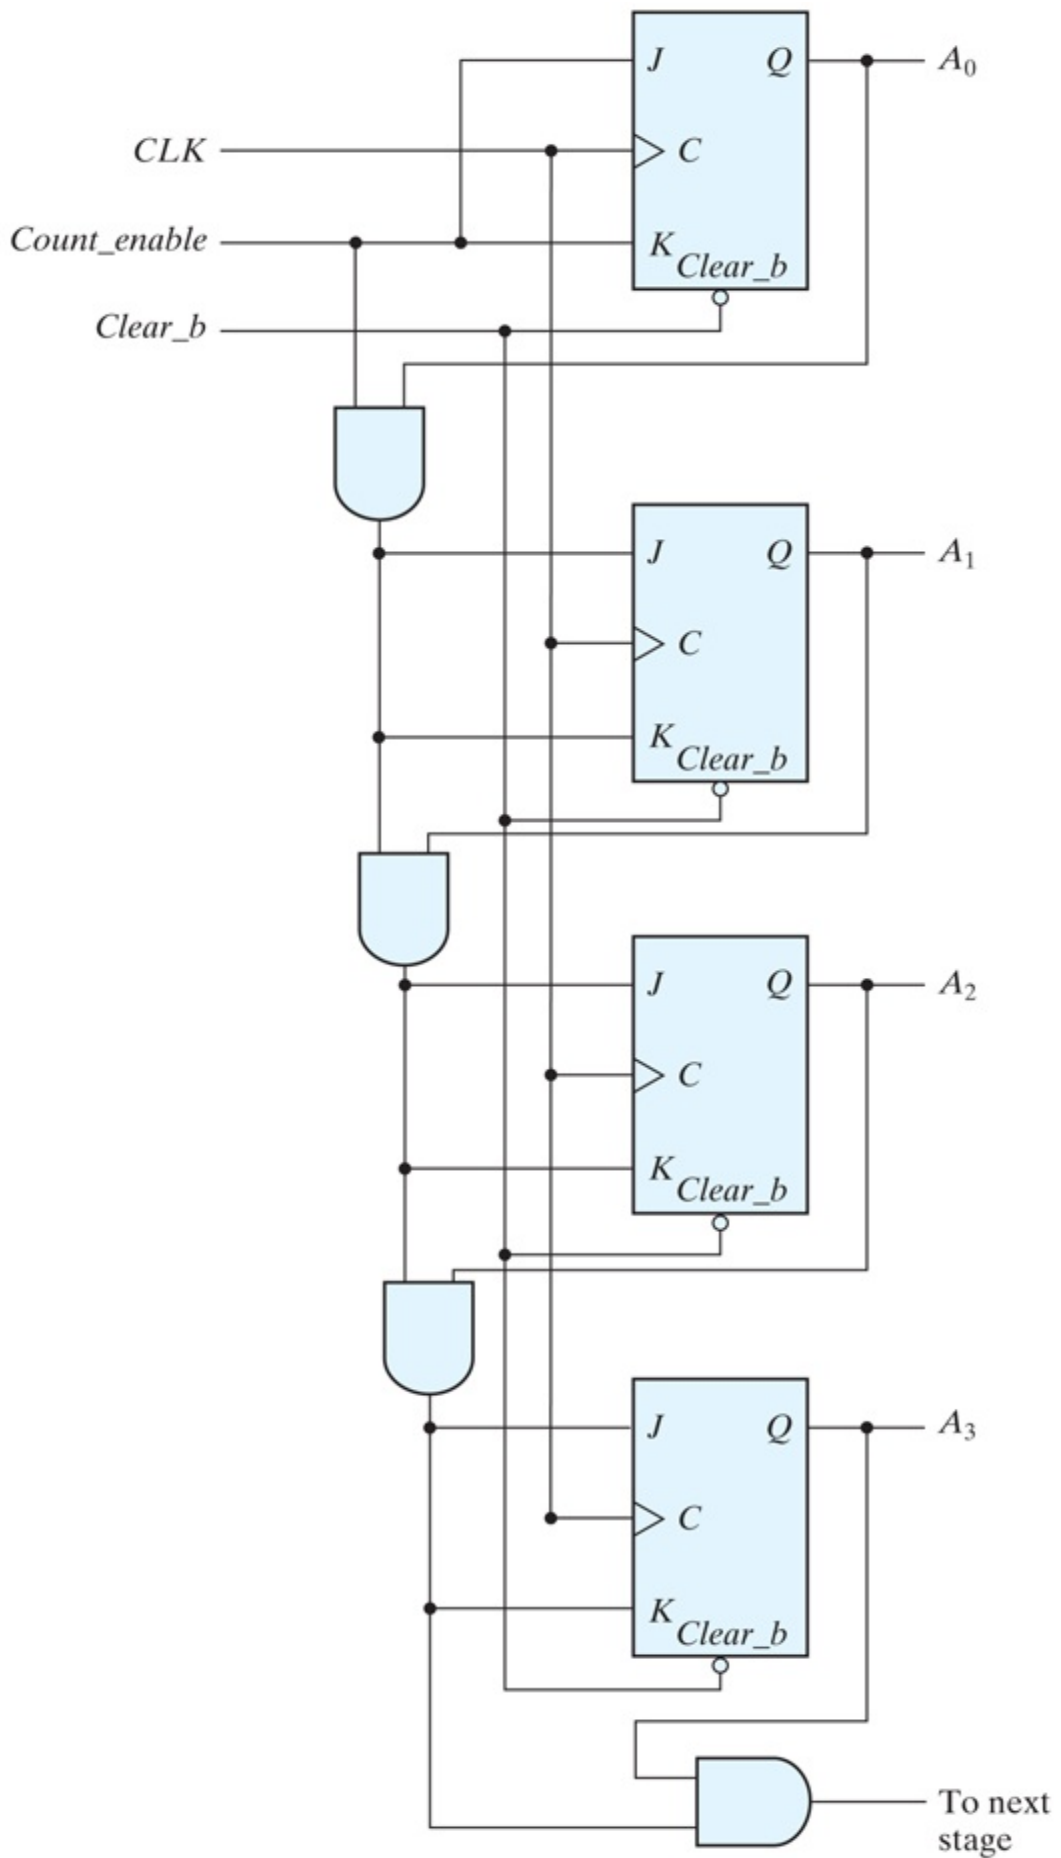 J Q A₀
CLK C
Count_enable K
Clear_b
Clear_b
J Q A₁
C
K
Clear_b
J Q A₂
C
K
Clear_b
J Q A₃
C
K
Clear_b
To next
stage